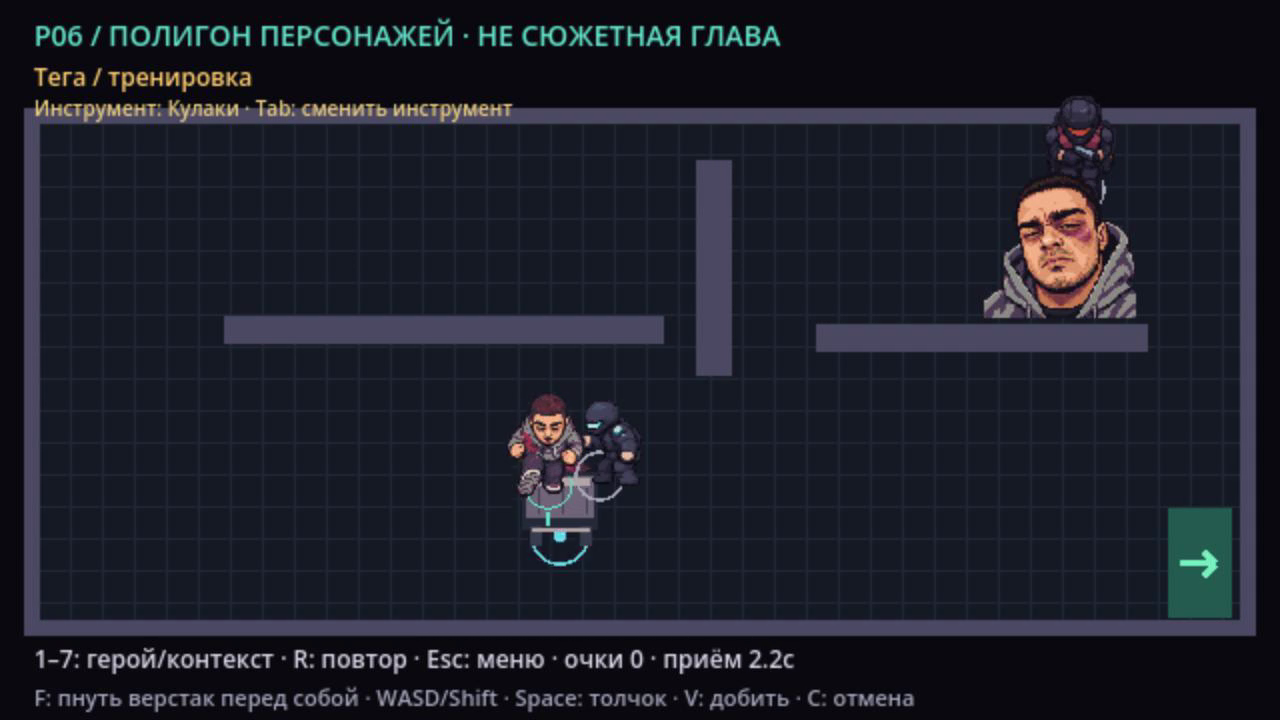 P06 / ПОЛИГОН ПЕРСОНАЖЕЙ · НЕ СЮЖЕТНАЯ ГЛАВА
Тега / тренировка
Инструмент: Кулаки · Tab: сменить инструмент
→
1–7: герой/контекст · R: повтор · Esc: меню · очки 0 · приём 2.2с
F: пнуть верстак перед собой · WASD/Shift · Space: толчок · V: добить · C: отмена